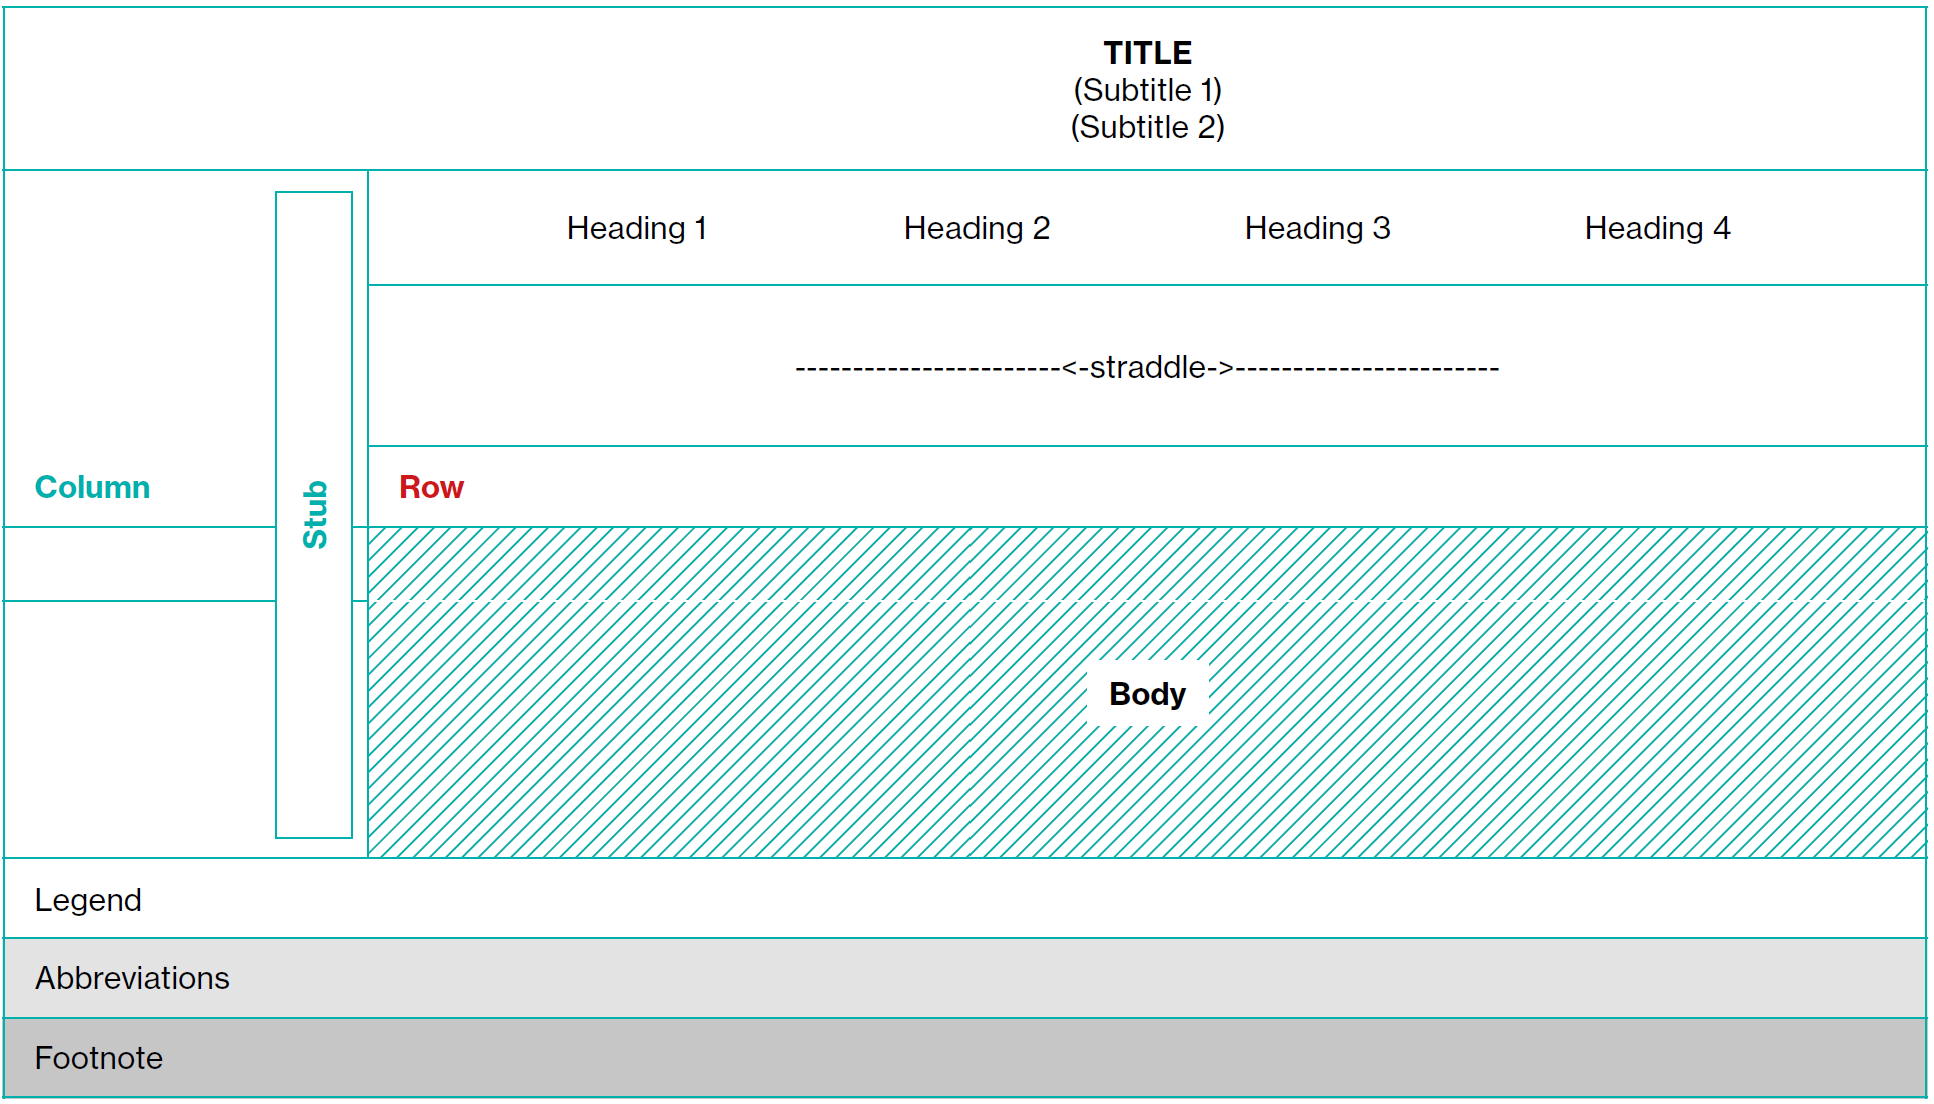 TITLE
(Subtitle 1)
(Subtitle 2)
Heading 1 Heading 2 Heading 3 Heading 4
-----------------------<-straddle->-----------------------
Column
Stub
Row
Body
Legend
Abbreviations
Footnote